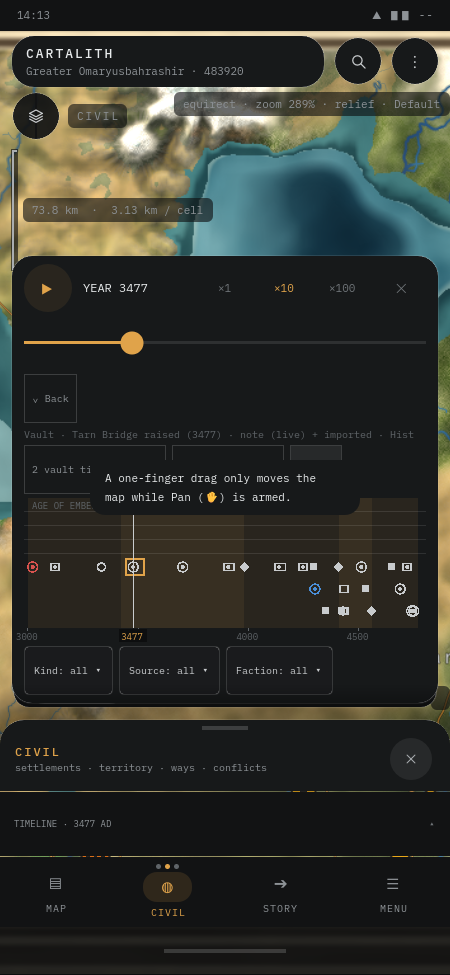 14:13
CARTALITH
Greater Omaryusbahrashir · 483920
equirect · zoom 289% · relief · Default
CIVIL
73.8 km · 3.13 km / cell
YEAR 3477
×1
×10
×100
⌄ Back
Vault · Tarn Bridge raised (3477) · note (live) + imported · Hist
2 vault ti
A one-finger drag only moves the
map while Pan (✋) is armed.
AGE OF EMBE
3000
3477
4000
4500
Kind: all ▾
Source: all ▾
Faction: all ▾
CIVIL
settlements · territory · ways · conflicts
TIMELINE · 3477 AD
MAP
CIVIL
STORY
MENU